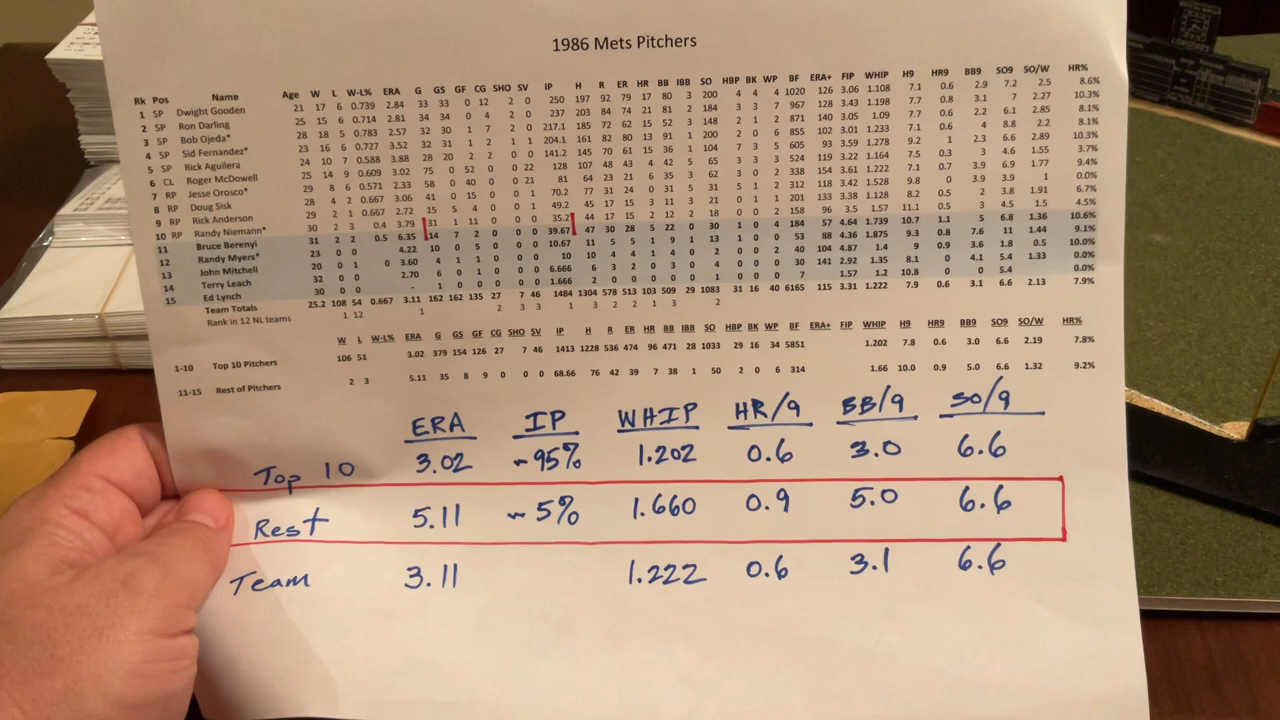 1986 Mets Pitchers
Rk Pos Name Age W L W-L% ERA G GS GF CG SHO SV IP H R ER HR BB IBB SO HBP BK WP BF ERA+ FIP WHIP H9 HR9 BB9 SO9 SO/W HR%
1 SP Dwight Gooden 21 17 6 0.739 2.84 33 33 0 12 2 0 250 197 92 79 17 80 3 200 4 4 4 1020 126 3.06 1.108 7.1 0.6 2.9 7.2 2.5 8.6%
2 SP Ron Darling 25 15 6 0.714 2.81 34 34 0 4 2 0 237 203 84 74 21 81 2 184 3 3 7 967 128 3.43 1.198 7.7 0.8 3.1 7 2.27 10.3%
3 SP Bob Ojeda* 28 18 5 0.783 2.57 32 30 1 7 2 0 217.1 185 72 62 15 52 3 148 2 1 2 871 140 3.05 1.09 7.7 0.6 2.2 6.1 2.85 8.1%
4 SP Sid Fernandez* 23 16 6 0.727 3.52 32 31 1 2 1 1 204.1 161 82 80 13 91 1 200 2 0 6 855 102 3.01 1.233 7.1 0.6 4 8.8 2.2 8.1%
5 SP Rick Aguilera 24 10 7 0.588 3.88 28 20 2 2 0 0 141.2 145 70 61 15 36 1 104 7 3 5 605 93 3.59 1.278 9.2 1 2.3 6.6 2.89 10.3%
6 CL Roger McDowell 25 14 9 0.609 3.02 75 0 52 0 0 22 128 107 48 43 4 42 5 65 3 3 3 524 119 3.22 1.164 7.5 0.3 3 4.6 1.55 3.7%
7 RP Jesse Orosco* 29 8 6 0.571 2.33 58 0 40 0 0 21 81 64 23 21 6 35 3 62 3 0 2 338 154 3.61 1.222 7.1 0.7 3.9 6.9 1.77 9.4%
8 RP Doug Sisk 28 4 2 0.667 3.06 41 0 15 0 0 1 70.2 77 31 24 0 31 5 31 5 1 2 312 118 3.42 1.528 9.8 0 3.9 3.9 1 0.0%
9 RP Rick Anderson 29 2 1 0.667 2.72 15 5 4 0 0 1 49.2 45 17 15 3 11 3 21 0 0 1 201 133 3.38 1.128 8.2 0.5 2 3.8 1.91 6.7%
10 RP Randy Niemann* 30 2 3 0.4 3.79 31 1 11 0 0 0 35.2 44 17 15 2 12 2 18 0 0 2 158 96 3.5 1.57 11.1 0.5 3 4.5 1.5 4.5%
11 Bruce Berenyi 31 2 2 0.5 6.35 14 7 2 0 0 0 39.67 47 30 28 5 22 0 30 1 0 4 184 57 4.64 1.739 10.7 1.1 5 6.8 1.36 10.6%
12 Randy Myers* 23 0 0 4.22 10 0 5 0 0 0 10.67 11 5 5 1 9 1 13 1 0 0 53 88 4.36 1.875 9.3 0.8 7.6 11 1.44 9.1%
13 John Mitchell 20 0 1 0 3.60 4 1 1 0 0 0 10 10 4 4 1 4 0 2 0 0 2 40 104 4.87 1.4 9 0.9 3.6 1.8 0.5 10.0%
14 Terry Leach 32 0 0 2.70 6 0 1 0 0 0 6.666 6 3 2 0 3 0 4 0 0 0 30 141 2.92 1.35 8.1 0 4.1 5.4 1.33 0.0%
15 Ed Lynch 30 0 0 - 1 0 0 0 0 0 1.666 2 0 0 0 0 0 1 0 0 0 7 1.57 1.2 10.8 0 0 5.4 0.0%
Team Totals 25.2 108 54 0.667 3.11 162 162 135 27 7 46 1484 1304 578 513 103 509 29 1083 31 16 40 6165 115 3.31 1.222 7.9 0.6 3.1 6.6 2.13 7.9%
Rank in 12 NL teams 1 12 1 2 3 3 1 3 2 2 1 3 2
W L W-L% ERA G GS GF CG SHO SV IP H R ER HR BB IBB SO HBP BK WP BF ERA+ FIP WHIP H9 HR9 BB9 SO9 SO/W HR%
1-10 Top 10 Pitchers 106 51 3.02 379 154 126 27 7 46 1413 1228 536 474 96 471 28 1033 29 16 34 5851 1.202 7.8 0.6 3.0 6.6 2.19 7.8%
11-15 Rest of Pitchers 2 3 5.11 35 8 9 0 0 0 68.66 76 42 39 7 38 1 50 2 0 6 314 1.66 10.0 0.9 5.0 6.6 1.32 9.2%
ERA IP WHIP HR/9 BB/9 SO/9
Top 10 3.02 ~95% 1.202 0.6 3.0 6.6
Rest 5.11 ~5% 1.660 0.9 5.0 6.6
Team 3.11 1.222 0.6 3.1 6.6